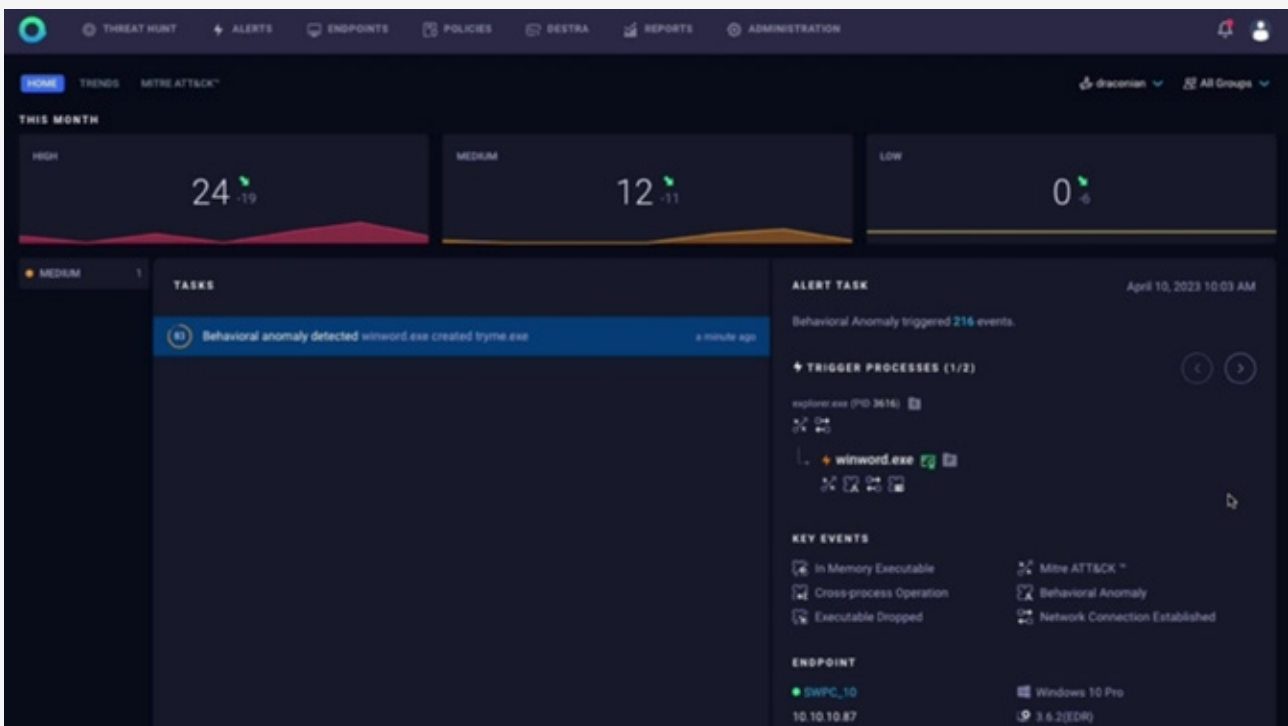 THREAT HUNT ALERTS ENDPOINTS POLICIES DESTRA REPORTS ADMINISTRATION
HOME TRENDS MITRE ATT&CK™ draconian All Groups
THIS MONTH
HIGH
24 -19
MEDIUM
12 -11
LOW
0 -6
MEDIUM 1
TASKS
83 Behavioral anomaly detected winword.exe created tryme.exe a minute ago
ALERT TASK April 10, 2023 10:03 AM
Behavioral Anomaly triggered 216 events.
TRIGGER PROCESSES (1/2)
explorer.exe (PID 3616)
winword.exe
KEY EVENTS
In Memory Executable Mitre ATT&CK ™
Cross-process Operation Behavioral Anomaly
Executable Dropped Network Connection Established
ENDPOINT
SWPC_10 Windows 10 Pro
10.10.10.87 3.6.2(EDR)